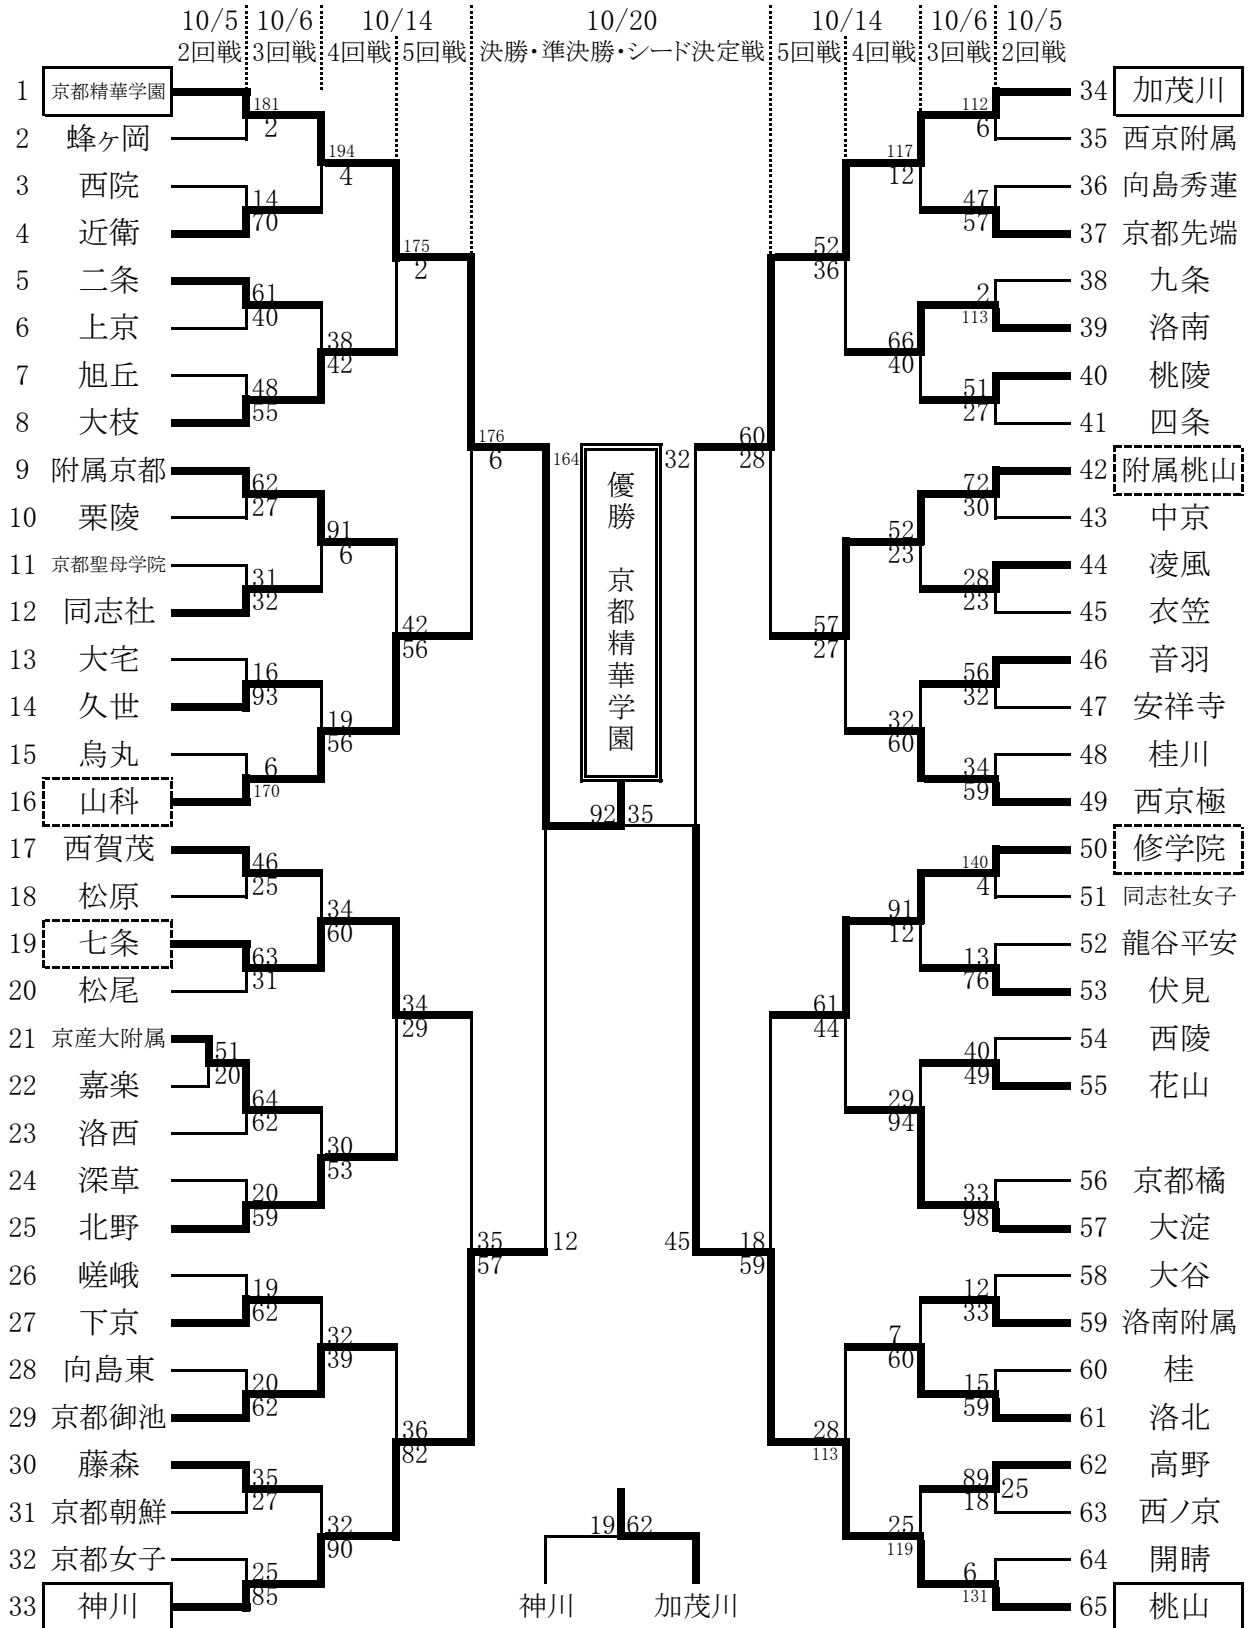 10/5 10/6 10/14 10/20 10/14 10/6 10/5
2回戦 3回戦 4回戦 5回戦 決勝・準決勝・シード決定戦 5回戦 4回戦 3回戦 2回戦
1 京都精華学園
2 蜂ヶ岡
181
2
3 西院
4 近衛
14
70
194
4
5 二条
6 上京
61
40
7 旭丘
8 大枝
48
55
38
42
175
2
9 附属京都
10 栗陵
62
27
11 京都聖母学院
12 同志社
31
32
91
6
13 大宅
14 久世
16
93
15 烏丸
16 山科
6
170
19
56
42
56
176
6
17 西賀茂
18 松原
46
25
19 七条
20 松尾
63
31
34
60
21 京産大附属
22 嘉楽
51
20
23 洛西
64
62
24 深草
25 北野
20
59
30
53
34
29
26 嵯峨
27 下京
19
62
28 向島東
29 京都御池
20
62
32
39
30 藤森
31 京都朝鮮
35
27
32 京都女子
33 神川
25
85
32
90
36
82
35
57
164
12
優勝 京都精華学園
92 35
32
45
19 62
神川 加茂川
34 加茂川
35 西京附属
112
6
36 向島秀蓮
37 京都先端
47
57
117
12
38 九条
39 洛南
2
113
40 桃陵
41 四条
51
27
66
40
52
36
42 附属桃山
43 中京
72
30
44 凌風
45 衣笠
28
23
52
23
46 音羽
47 安祥寺
56
32
48 桂川
49 西京極
34
59
32
60
57
27
60
28
50 修学院
51 同志社女子
140
4
52 龍谷平安
53 伏見
13
76
91
12
54 西陵
55 花山
40
49
56 京都橘
57 大淀
33
98
29
94
61
44
58 大谷
59 洛南附属
12
33
60 桂
61 洛北
15
59
7
60
62 高野
63 西ノ京
89
18
25
64 開晴
65 桃山
6
131
25
119
28
113
18
59